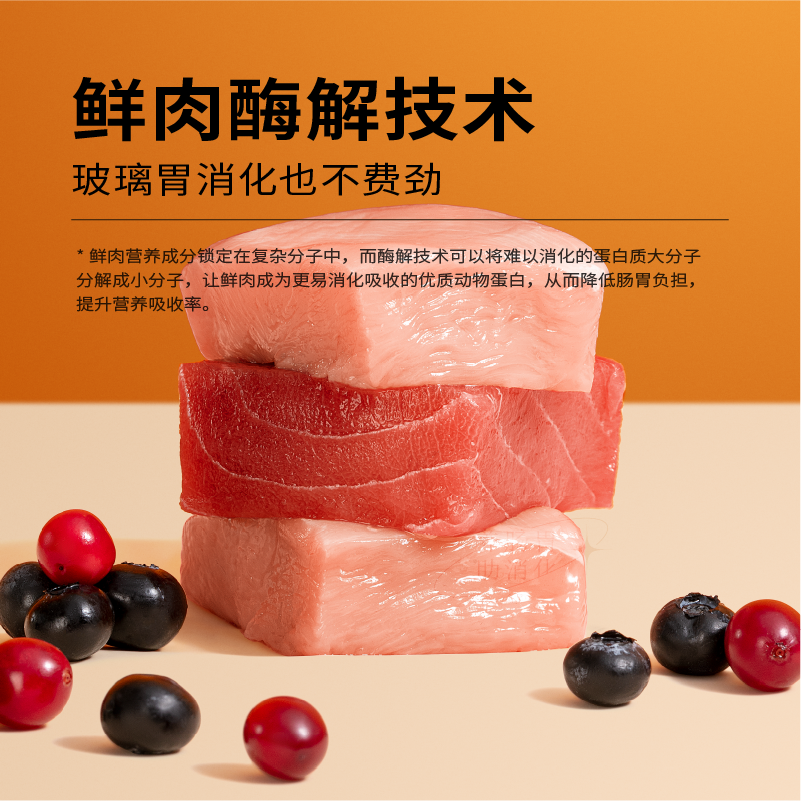 鲜肉酶解技术
玻璃胃消化也不费劲
* 鲜肉营养成分锁定在复杂分子中，而酶解技术可以将难以消化的蛋白质大分子
分解成小分子，让鲜肉成为更易消化吸收的优质动物蛋白，从而降低肠胃负担，
提升营养吸收率。
助消化